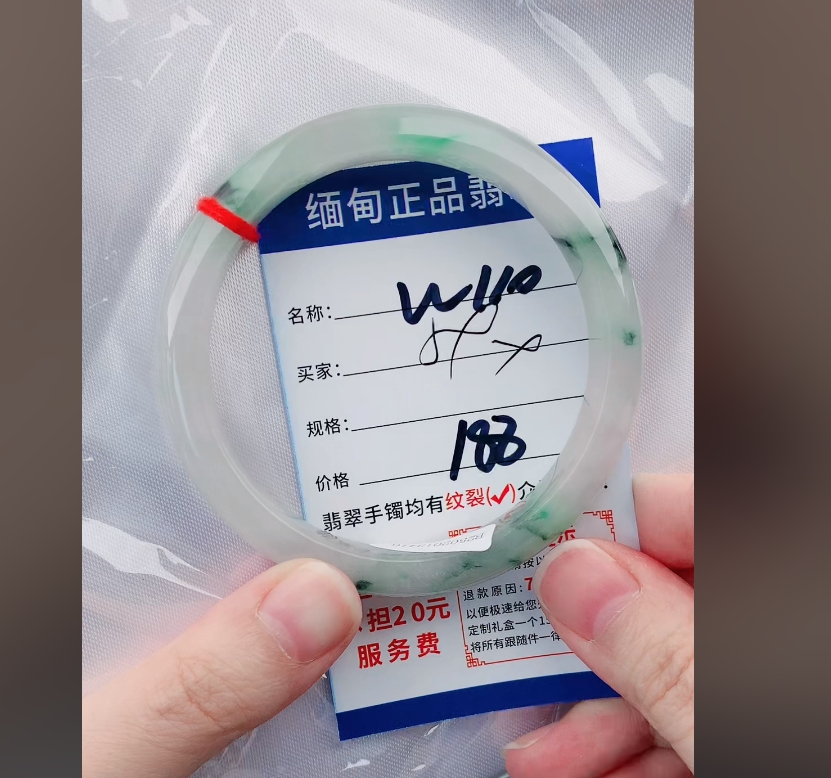 缅甸正品翡
名称: W110
买家:
规格:
价格 188
翡翠手镯均有纹裂(✓)介
担20元
服务费
退款原因:7
以便极速给您
定制礼盒一个
将所有跟随件一